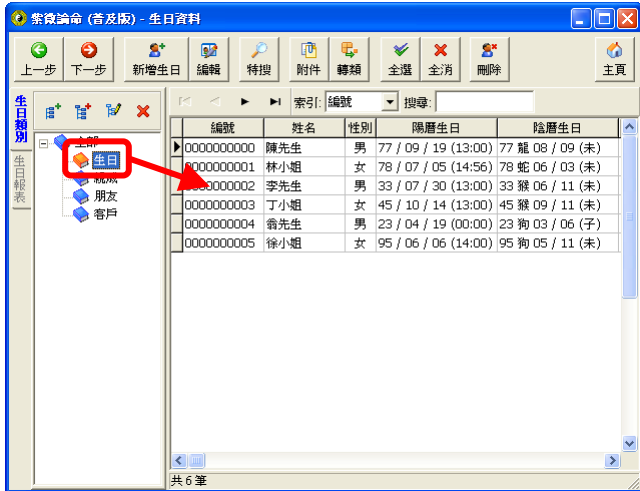 紫微論命 (普及版) - 生日資料
上一步 下一步 新增生日 編輯 特搜 附件 轉類 全選 全消 刪除 主頁
生日類別
生日報表
全部
生日
親戚
朋友
客戶
索引: 編號 搜尋:
編號 姓名 性別 陽曆生日 陰曆生日
0000000000 陳先生 男 77 / 09 / 19 (13:00) 77 龍 08 / 09 (未)
0000000001 林小姐 女 78 / 07 / 05 (14:56) 78 蛇 06 / 03 (未)
0000000002 李先生 男 33 / 07 / 30 (13:00) 33 猴 06 / 11 (未)
0000000003 丁小姐 女 45 / 10 / 14 (13:00) 45 猴 09 / 11 (未)
0000000004 翁先生 男 23 / 04 / 19 (00:00) 23 狗 03 / 06 (子)
0000000005 徐小姐 女 95 / 06 / 06 (14:00) 95 狗 05 / 11 (未)
共 6 筆